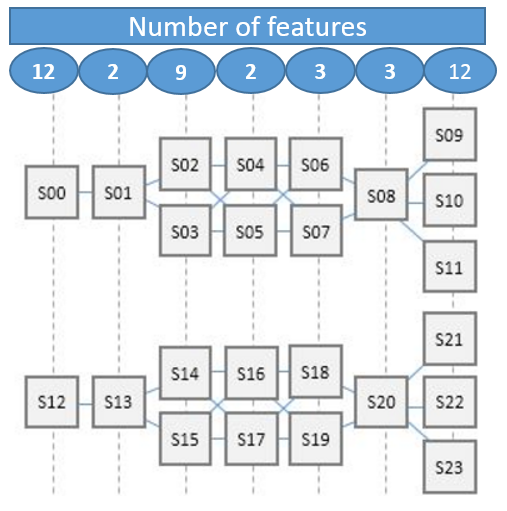 Number of features
12 2 9 2 3 3 12
S09
S02 S04 S06
S00 S01 S08 S10
S03 S05 S07
S11
S21
S14 S16 S18
S12 S13 S20 S22
S15 S17 S19
S23